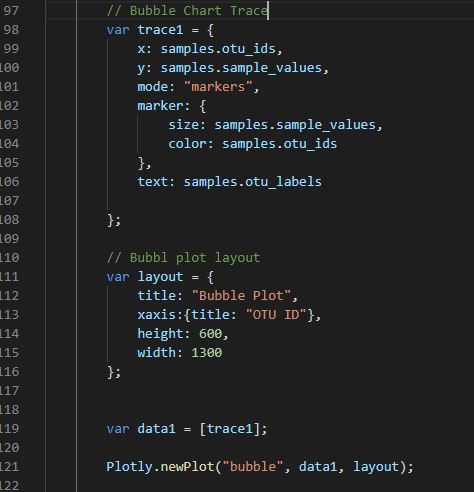 97 // Bubble Chart Trace
98 var trace1 = {
99 x: samples.otu_ids,
100 y: samples.sample_values,
101 mode: "markers",
102 marker: {
103 size: samples.sample_values,
104 color: samples.otu_ids
105 },
106 text: samples.otu_labels
107
108 };
109
110 // Bubbl plot layout
111 var layout = {
112 title: "Bubble Plot",
113 xaxis:{title: "OTU ID"},
114 height: 600,
115 width: 1300
116 };
117
118
119 var data1 = [trace1];
120
121 Plotly.newPlot("bubble", data1, layout);
122